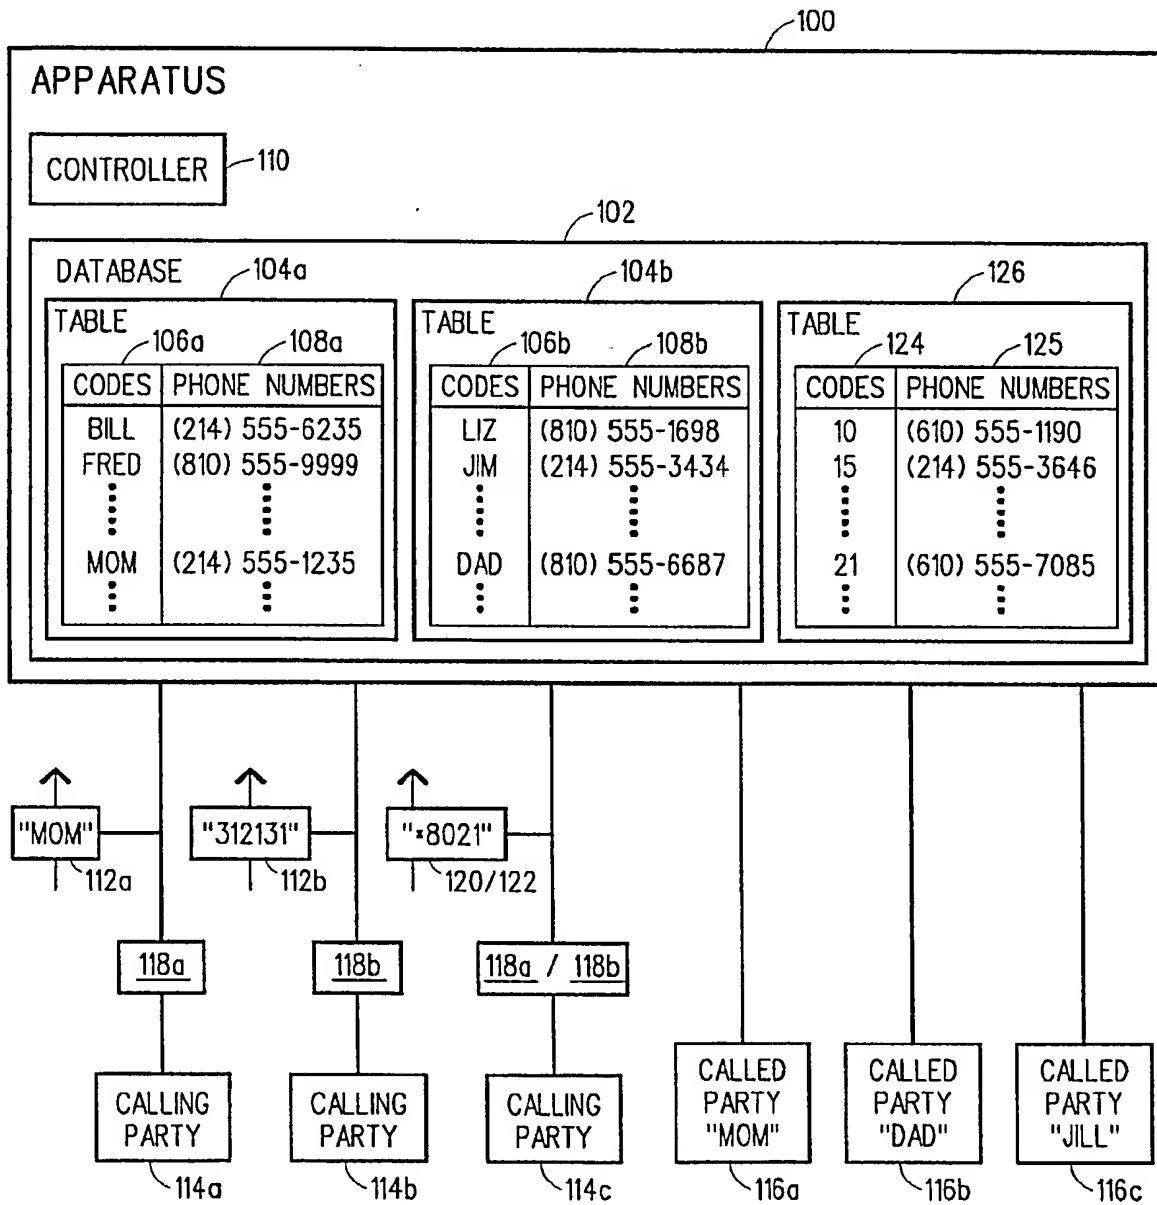 100
APPARATUS
CONTROLLER 110
102
DATABASE 104a 104b 126
TABLE TABLE TABLE
106a 108a 106b 108b 124 125
CODES PHONE NUMBERS CODES PHONE NUMBERS CODES PHONE NUMBERS
BILL (214) 555-6235 LIZ (810) 555-1698 10 (610) 555-1190
FRED (810) 555-9999 JIM (214) 555-3434 15 (214) 555-3646
MOM (214) 555-1235 DAD (810) 555-6687 21 (610) 555-7085
"MOM" "312131" "*8021"
112a 112b 120/122
118a 118b 118a / 118b
CALLED CALLED CALLED
CALLING CALLING CALLING PARTY PARTY PARTY
PARTY PARTY PARTY "MOM" "DAD" "JILL"
114a 114b 114c 116a 116b 116c